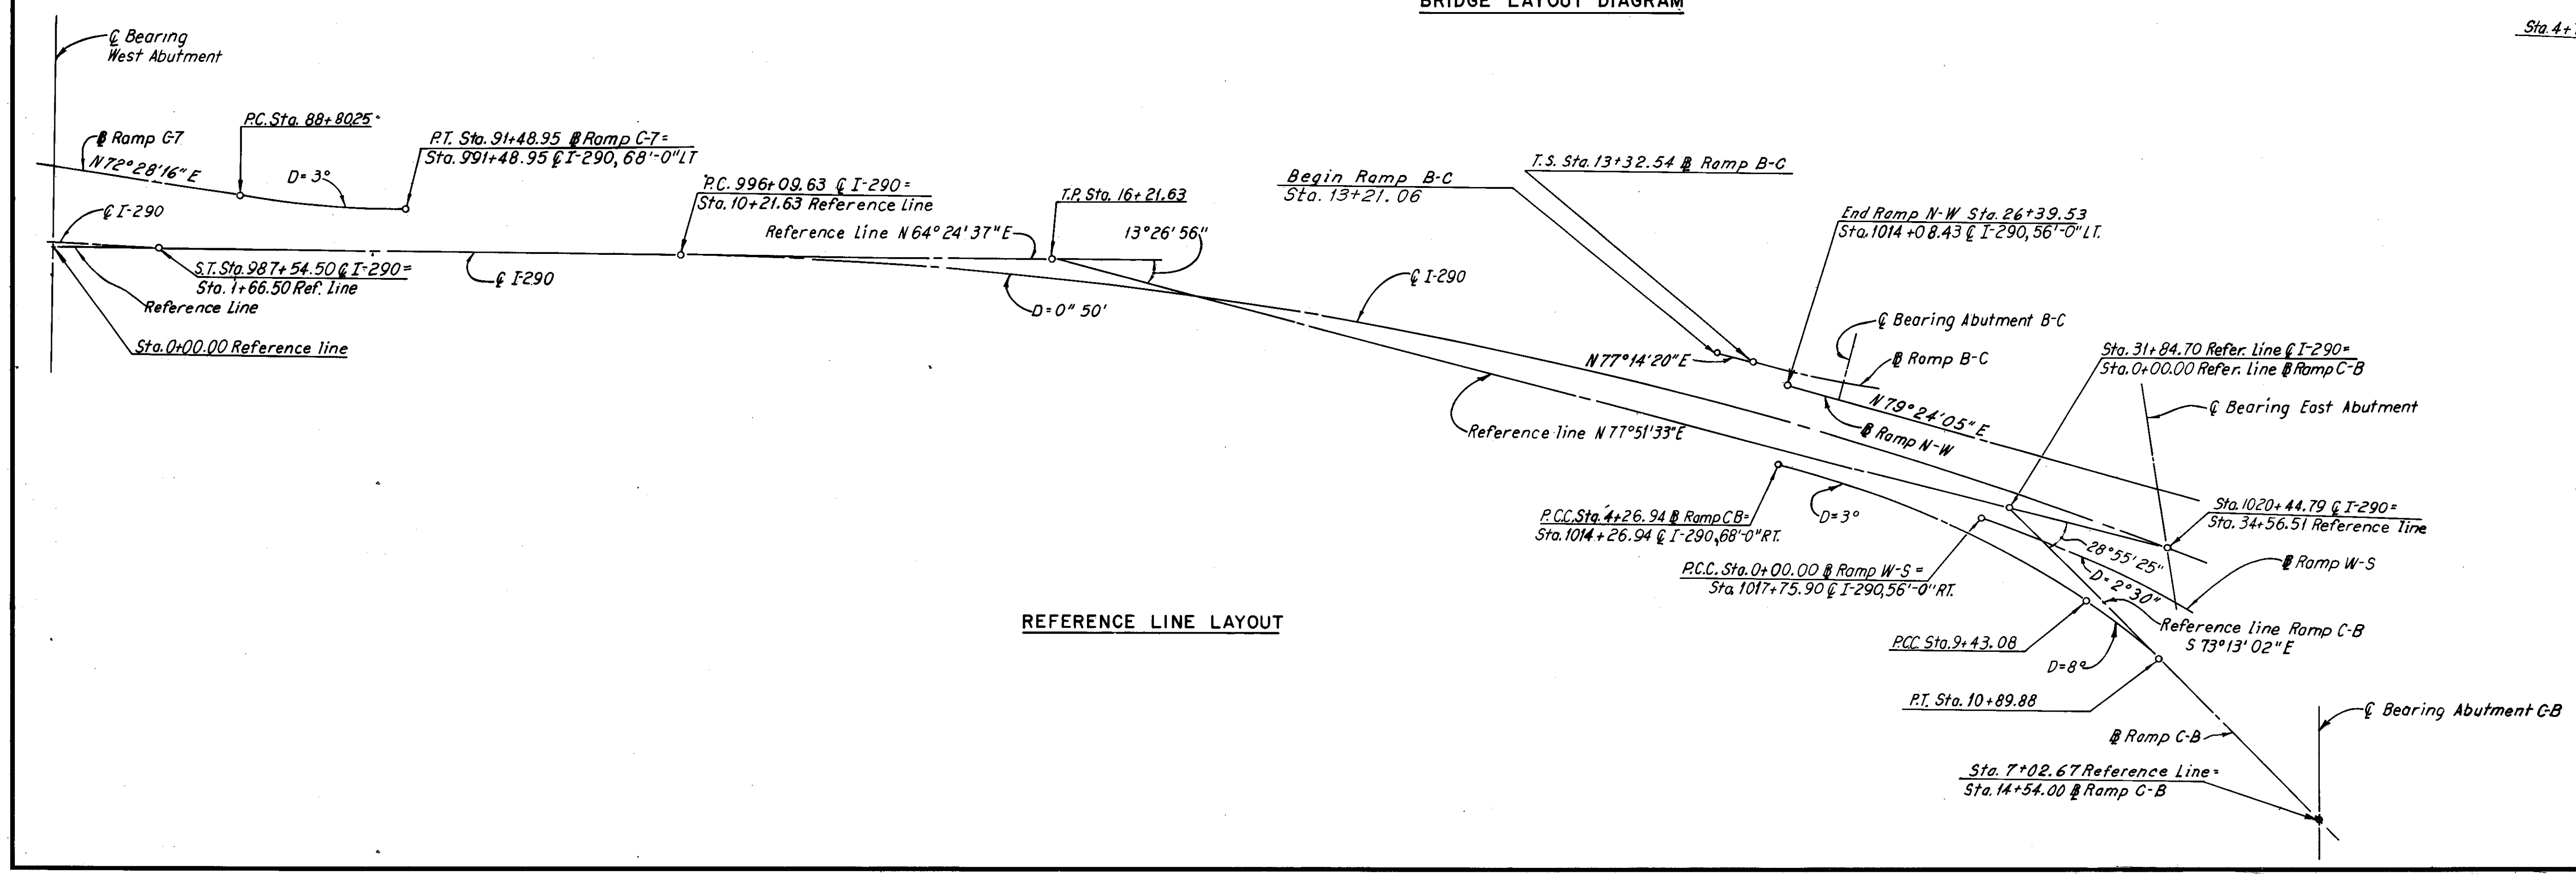 BRIDGE LAYOUT DIAGRAM
Sta. 4+
℄ Bearing
West Abutment
P.C. Sta. 88+80.25
℔ Ramp C-7
N 72° 28' 16" E
D = 3°
P.T. Sta. 91+48.95 ℔ Ramp C-7 =
Sta. 991+48.95 ℄ I-290, 68'-0" LT
℄ I-290
P.C. 996+09.63 ℄ I-290 =
Sta. 10+21.63 Reference line
T.P. Sta. 16+21.63
Reference line N 64° 24' 37" E
13° 26' 56"
S.T. Sta. 987+54.50 ℄ I-290 =
Sta. 1+66.50 Ref. line
Reference Line
Sta. 0+00.00 Reference line
℄ I-290
D = 0" 50'
℄ I-290
Begin Ramp B-C
Sta. 13+21.06
T.S. Sta. 13+32.54 ℔ Ramp B-C
End Ramp N-W Sta. 26+39.53
Sta. 1014+08.43 ℄ I-290, 56'-0" LT.
N 77° 14' 20" E
℄ Bearing Abutment B-C
℔ Ramp B-C
N 79° 24' 05" E
℔ Ramp N-W
Reference line N 77° 51' 33" E
Sta. 31+84.70 Refer. line ℄ I-290 =
Sta. 0+00.00 Refer. line ℔ Ramp C-B
℄ Bearing East Abutment
P.C.C. Sta. 4+26.94 ℔ Ramp CB =
Sta. 1014+26.94 ℄ I-290, 68'-0" RT.
D = 3°
Sta. 1020+44.79 ℄ I-290 =
Sta. 34+56.51 Reference line
28° 55' 25"
℔ Ramp W-S
D = 2° 30"
P.C.C. Sta. 0+00.00 ℔ Ramp W-S =
Sta. 1017+75.90 ℄ I-290, 56'-0" RT.
Reference line Ramp C-B
S 73° 13' 02" E
P.C.C. Sta. 9+43.08
D = 8°
P.T. Sta. 10+89.88
℔ Ramp C-B
℄ Bearing Abutment C-B
Sta. 7+02.67 Reference Line =
Sta. 14+54.00 ℔ Ramp C-B
REFERENCE LINE LAYOUT